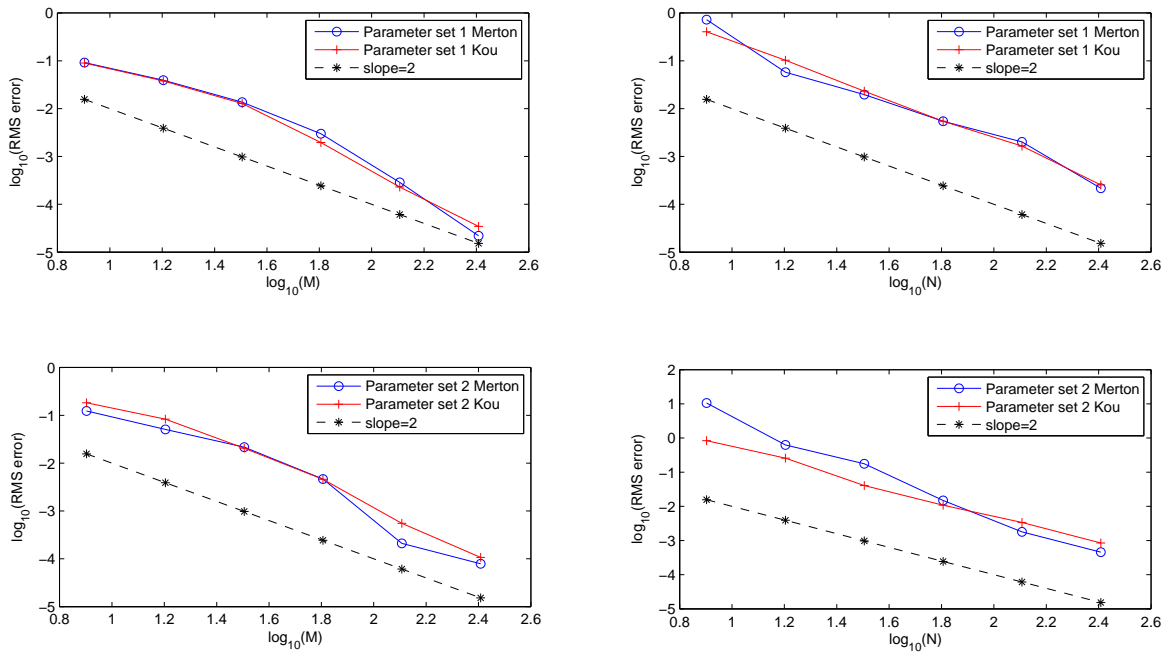 0
−1
−2
−3
−4
−5
log10(RMS error)
0.8 1 1.2 1.4 1.6 1.8 2 2.2 2.4 2.6
log10(M)
Parameter set 1 Merton
Parameter set 1 Kou
slope=2
0
−1
−2
−3
−4
−5
log10(RMS error)
0.8 1 1.2 1.4 1.6 1.8 2 2.2 2.4 2.6
log10(N)
Parameter set 1 Merton
Parameter set 1 Kou
slope=2
0
−1
−2
−3
−4
−5
log10(RMS error)
0.8 1 1.2 1.4 1.6 1.8 2 2.2 2.4 2.6
log10(M)
Parameter set 2 Merton
Parameter set 2 Kou
slope=2
2
1
0
−1
−2
−3
−4
−5
log10(RMS error)
0.8 1 1.2 1.4 1.6 1.8 2 2.2 2.4 2.6
log10(N)
Parameter set 2 Merton
Parameter set 2 Kou
slope=2